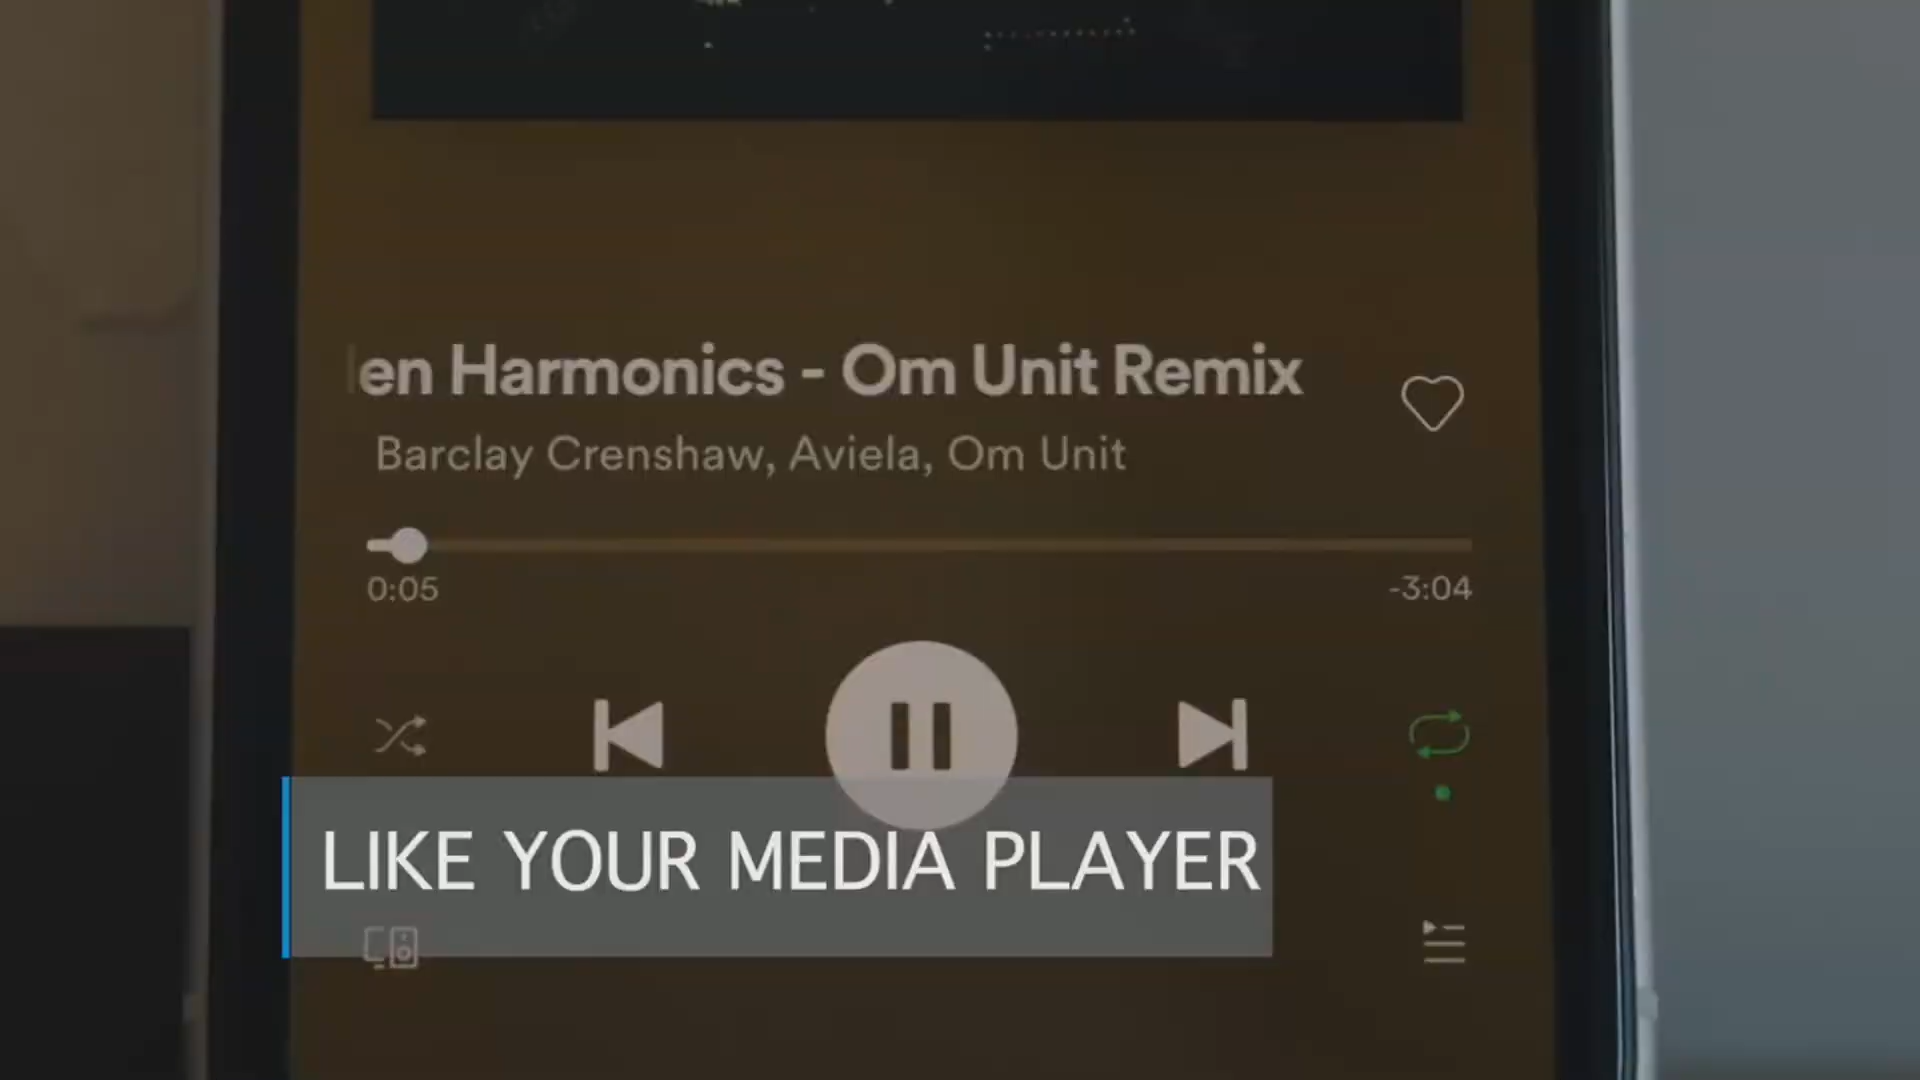 en Harmonics - Om Unit Remix
Barclay Crenshaw, Aviela, Om Unit
0:05
-3:04
LIKE YOUR MEDIA PLAYER